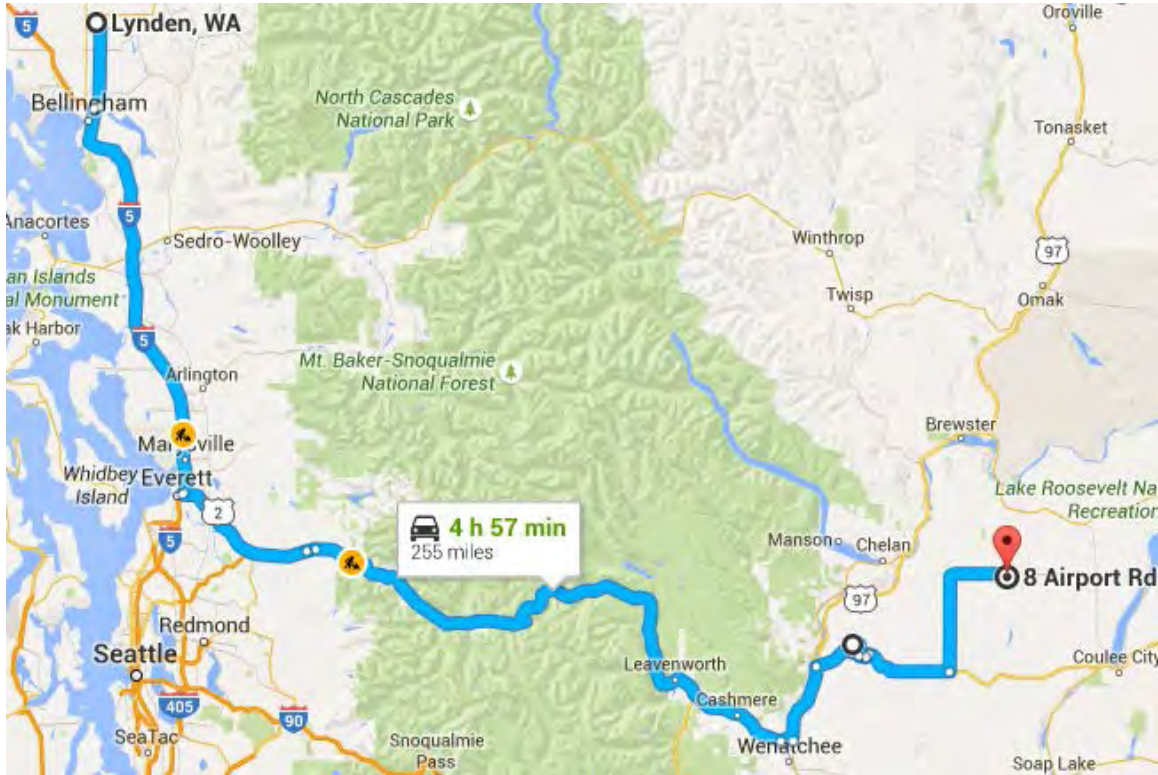 5
Lynden, WA
Oroville
Bellingham
North Cascades
National Park
Tonasket
5
Anacortes
Sedro-Woolley
Winthrop
97
an Islands
al Monument
Twisp
Omak
ak Harbor
5
Mt. Baker-Snoqualmie
National Forest
Arlington
Brewster
Whidbey
Island
Everett
Lake Roosevelt Na
Recreation
2
4 h 57 min
255 miles
5
Manson
Chelan
8 Airport Rd
97
Redmond
Seattle
Leavenworth
Coulee City
Cashmere
405
90
SeaTac
Snoqualmie
Pass
Wenatchee
Soap Lake